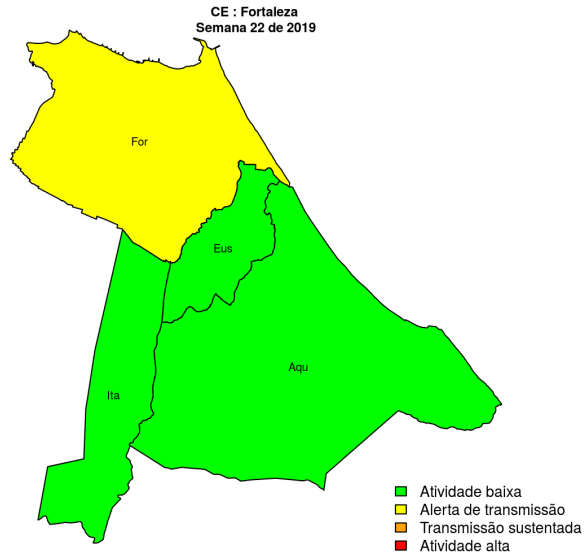 CE : Fortaleza
Semana 22 de 2019
For
Eus
Aqu
Ita
Atividade baixa
Alerta de transmissão
Transmissão sustentada
Atividade alta